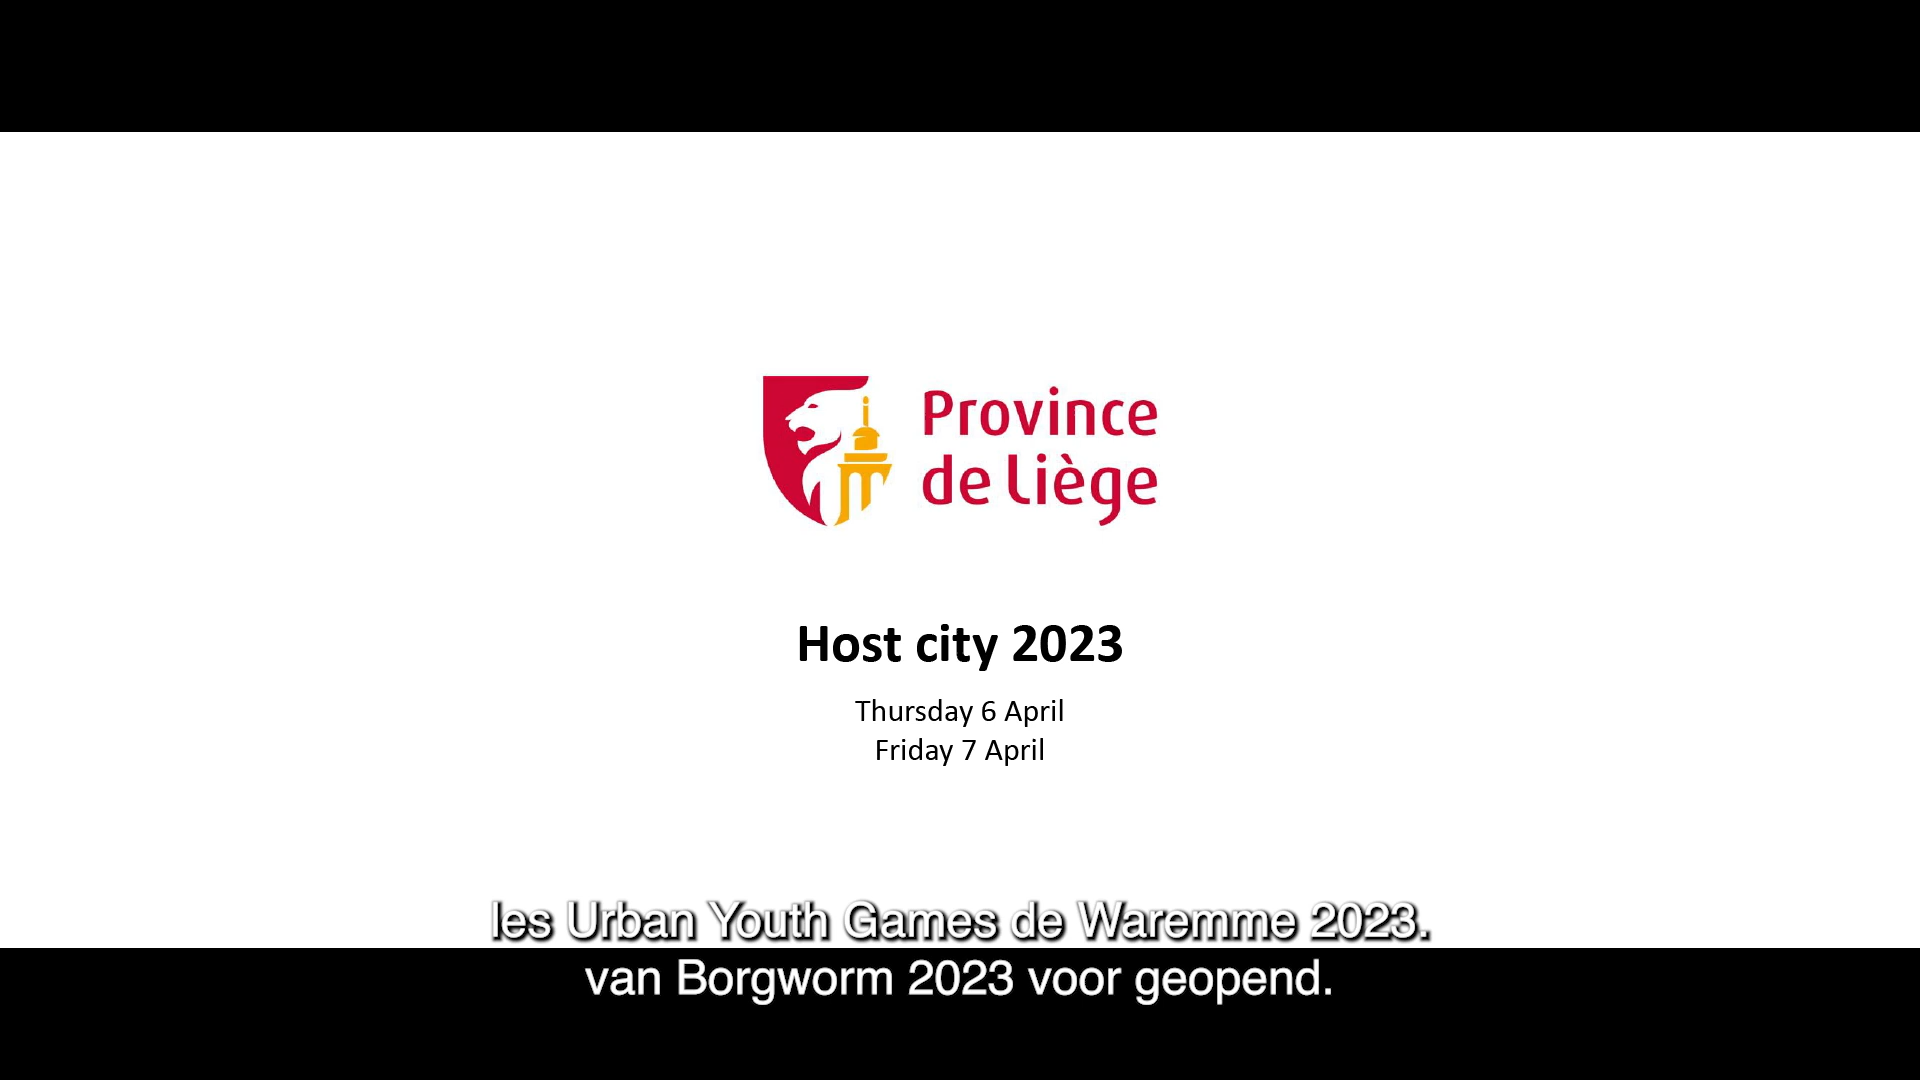 Province
de Liège
Host city 2023
Thursday 6 April
Friday 7 April
les Urban Youth Games de Waremme 2023.
van Borgworm 2023 voor geopend.